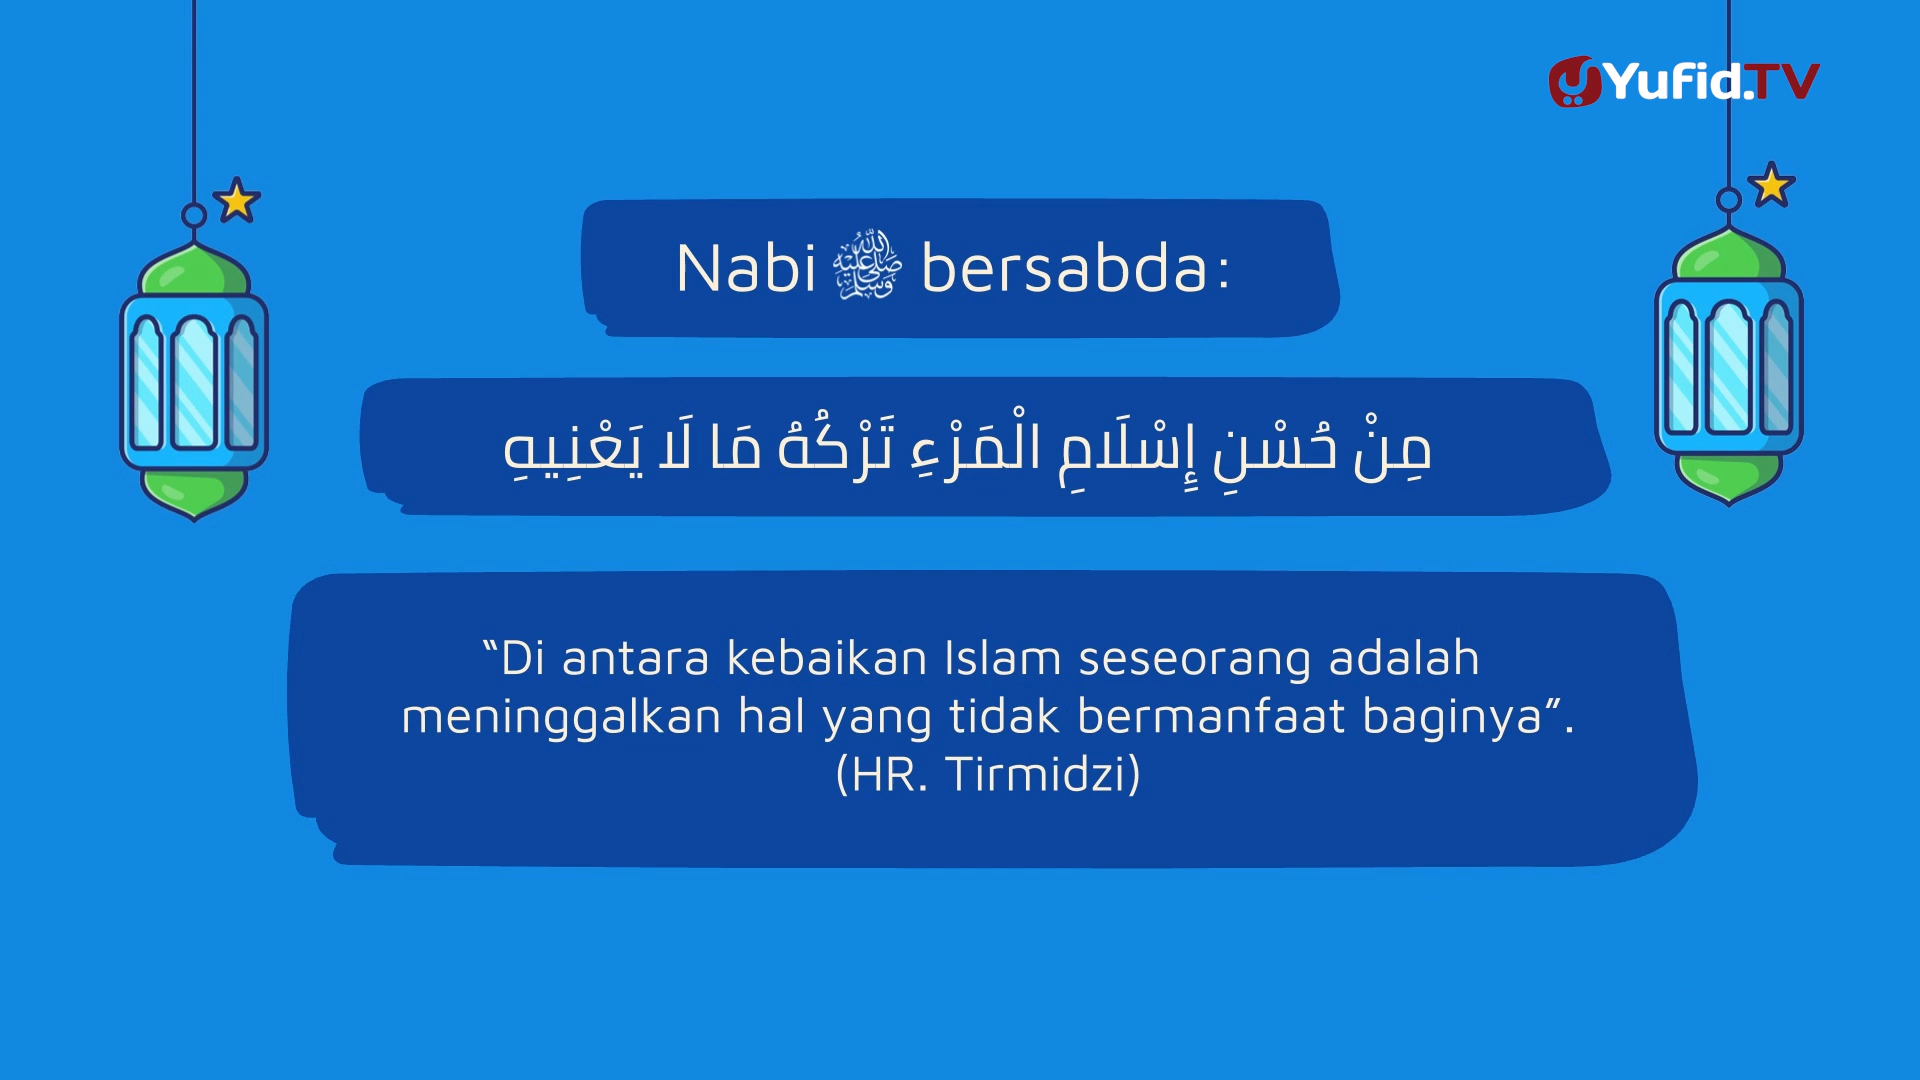 Yufid.TV
Nabi ﷺ bersabda:
مِنْ حُسْنِ إِسْلَامِ الْمَرْءِ تَرْكُهُ مَا لَا يَعْنِيهِ
“Di antara kebaikan Islam seseorang adalah
meninggalkan hal yang tidak bermanfaat baginya”.
(HR. Tirmidzi)